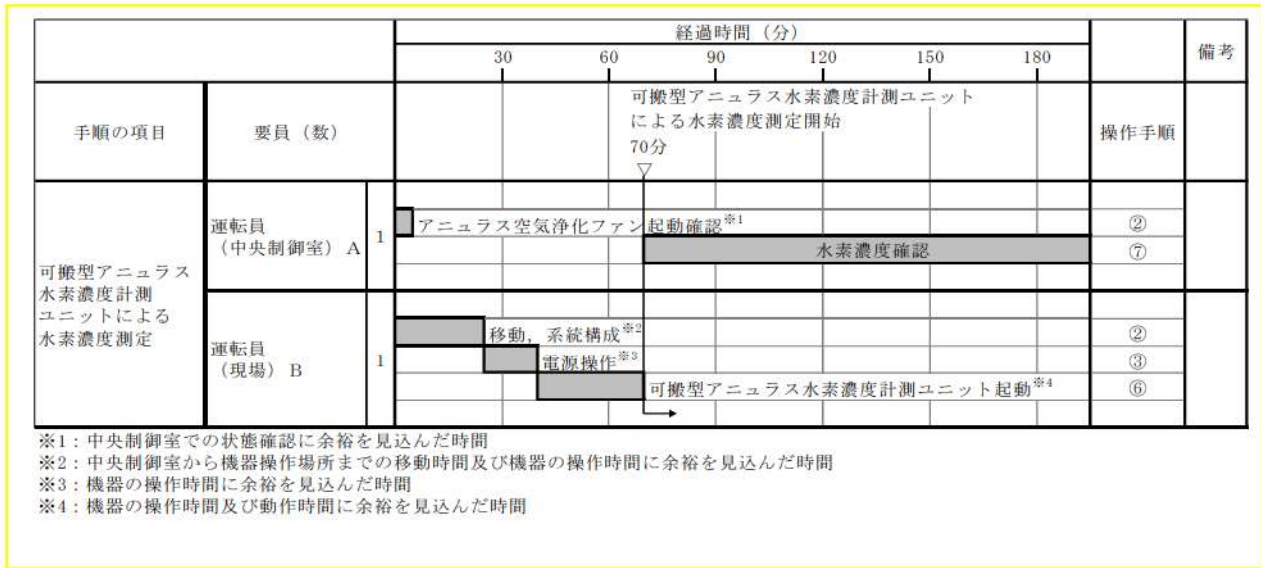 経過時間（分）
備考
30 60 90 120 150 180
手順の項目
要員（数）
可搬型アニュラス水素濃度計測ユニット
による水素濃度測定開始
70分
▽
操作手順
可搬型アニュラス
水素濃度計測
ユニットによる
水素濃度測定
運転員
（中央制御室）A
1
アニュラス空気浄化ファン起動確認※1
②
水素濃度確認
⑦
運転員
（現場）B
1
移動，系統構成※2
②
電源操作※3
③
可搬型アニュラス水素濃度計測ユニット起動※4
⑥
※1：中央制御室での状態確認に余裕を見込んだ時間
※2：中央制御室から機器操作場所までの移動時間及び機器の操作時間に余裕を見込んだ時間
※3：機器の操作時間に余裕を見込んだ時間
※4：機器の操作時間及び動作時間に余裕を見込んだ時間